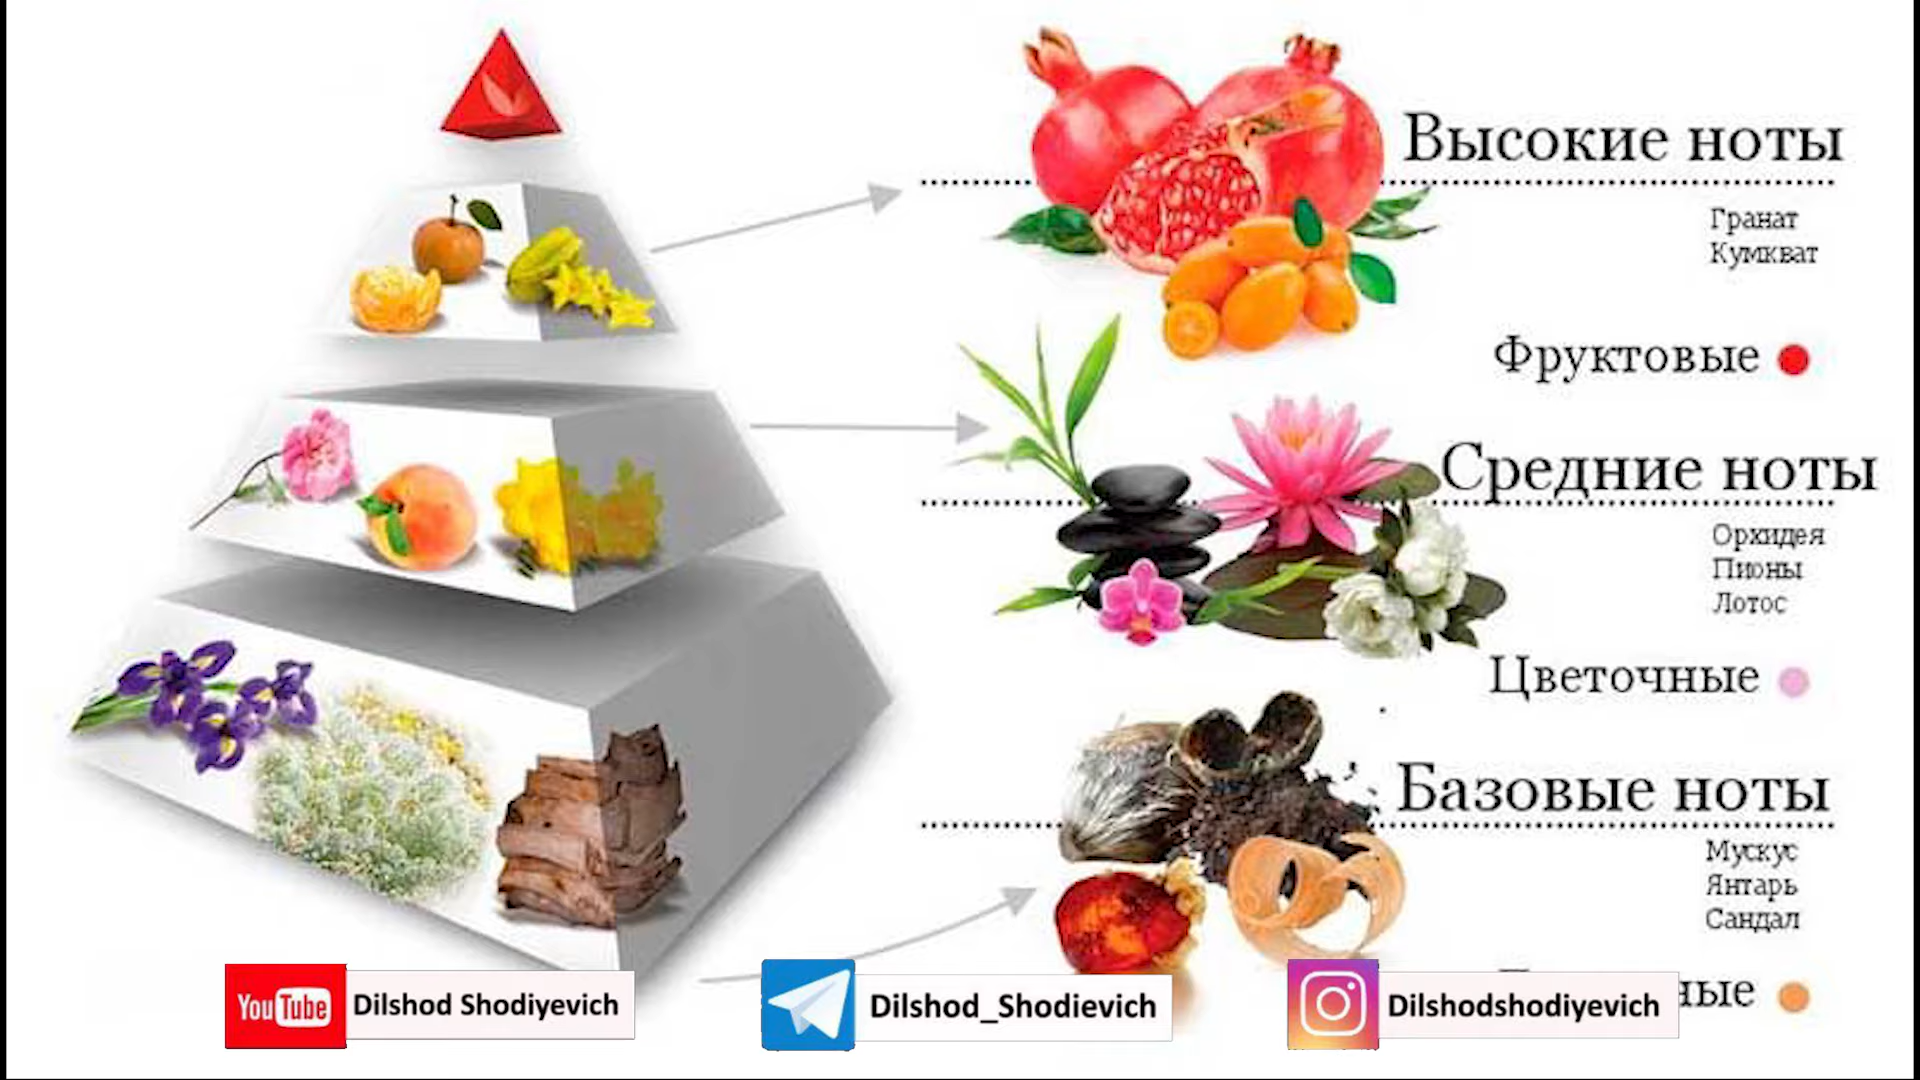 Высокие ноты
Гранат
Кумкват
Фруктовые
Средние ноты
Орхидея
Пионы
Лотос
Цветочные
Базовые ноты
Мускус
Янтарь
Сандал
YouTube Dilshod Shodiyevich
Dilshod_Shodievich
Dilshodshodiyevich